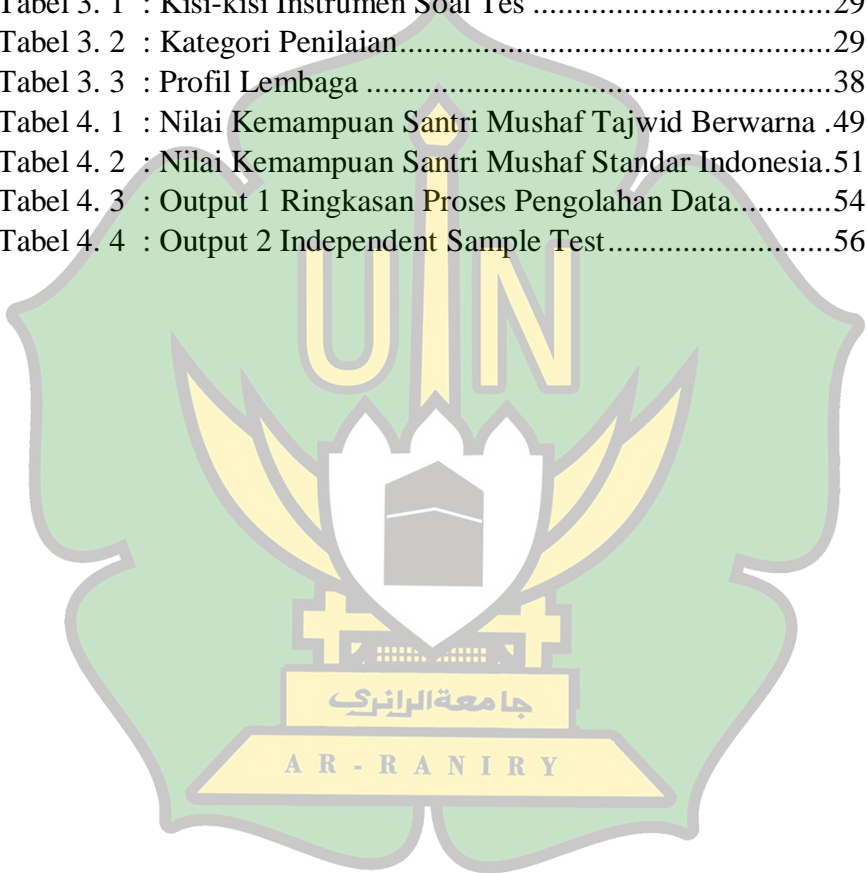 Tabel 3. 1 : Kisi-kisi Instrumen Soal Tes ....................................29
Tabel 3. 2 : Kategori Penilaian....................................................29
Tabel 3. 3 : Profil Lembaga ........................................................38
Tabel 4. 1 : Nilai Kemampuan Santri Mushaf Tajwid Berwarna .49
Tabel 4. 2 : Nilai Kemampuan Santri Mushaf Standar Indonesia.51
Tabel 4. 3 : Output 1 Ringkasan Proses Pengolahan Data............54
Tabel 4. 4 : Output 2 Independent Sample Test...........................56
UIN
جامعةالرانري
AR-RANIRY